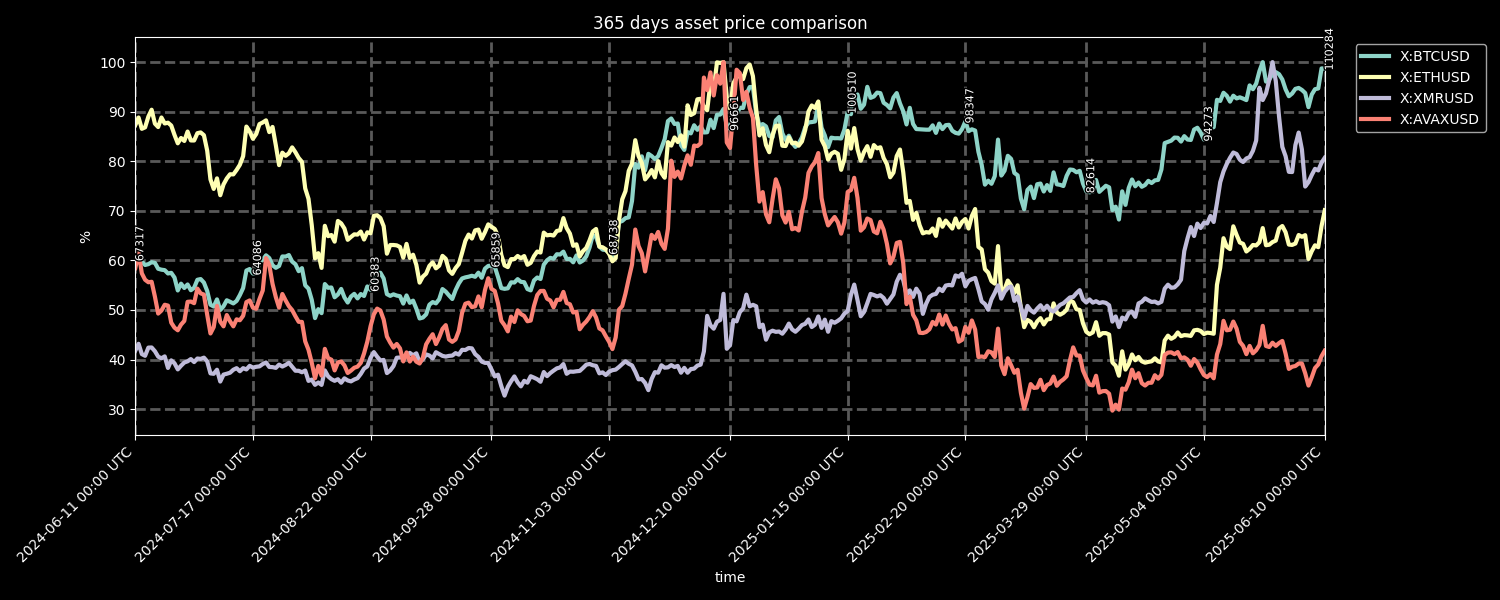 365 days asset price comparison
100
90
80
70
60
50
40
30
%
67317
64086
60383
65859
68738
96661
100510
98347
82614
94273
110284
X:BTCUSD
X:ETHUSD
X:XMRUSD
X:AVAXUSD
2024-06-11 00:00 UTC
2024-07-17 00:00 UTC
2024-08-22 00:00 UTC
2024-09-28 00:00 UTC
2024-11-03 00:00 UTC
2024-12-10 00:00 UTC
2025-01-15 00:00 UTC
2025-02-20 00:00 UTC
2025-03-29 00:00 UTC
2025-05-04 00:00 UTC
2025-06-10 00:00 UTC
time